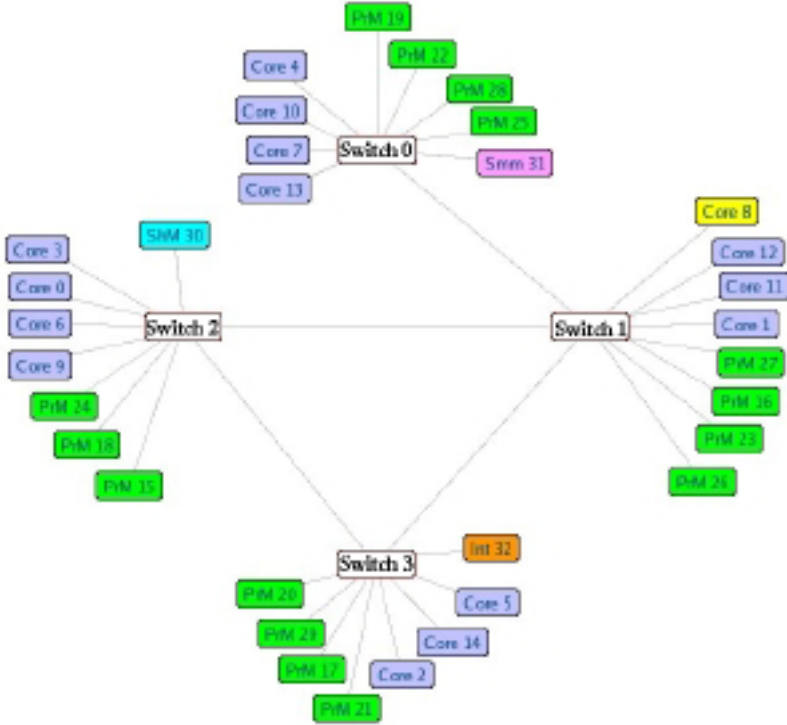 PrM 19
PrM 22
Core 4
PrM 28
Core 10
PrM 25
Core 7
Switch 0
Smm 31
Core 13
Core 8
ShM 30
Core 3
Core 12
Core 0
Core 11
Core 6
Switch 2
Switch 1
Core 1
Core 9
PrM 27
PrM 24
PrM 16
PrM 18
PrM 23
PrM 15
PrM 26
Int 32
Switch 3
PrM 20
Core 5
PrM 29
Core 14
PrM 17
Core 2
PrM 21